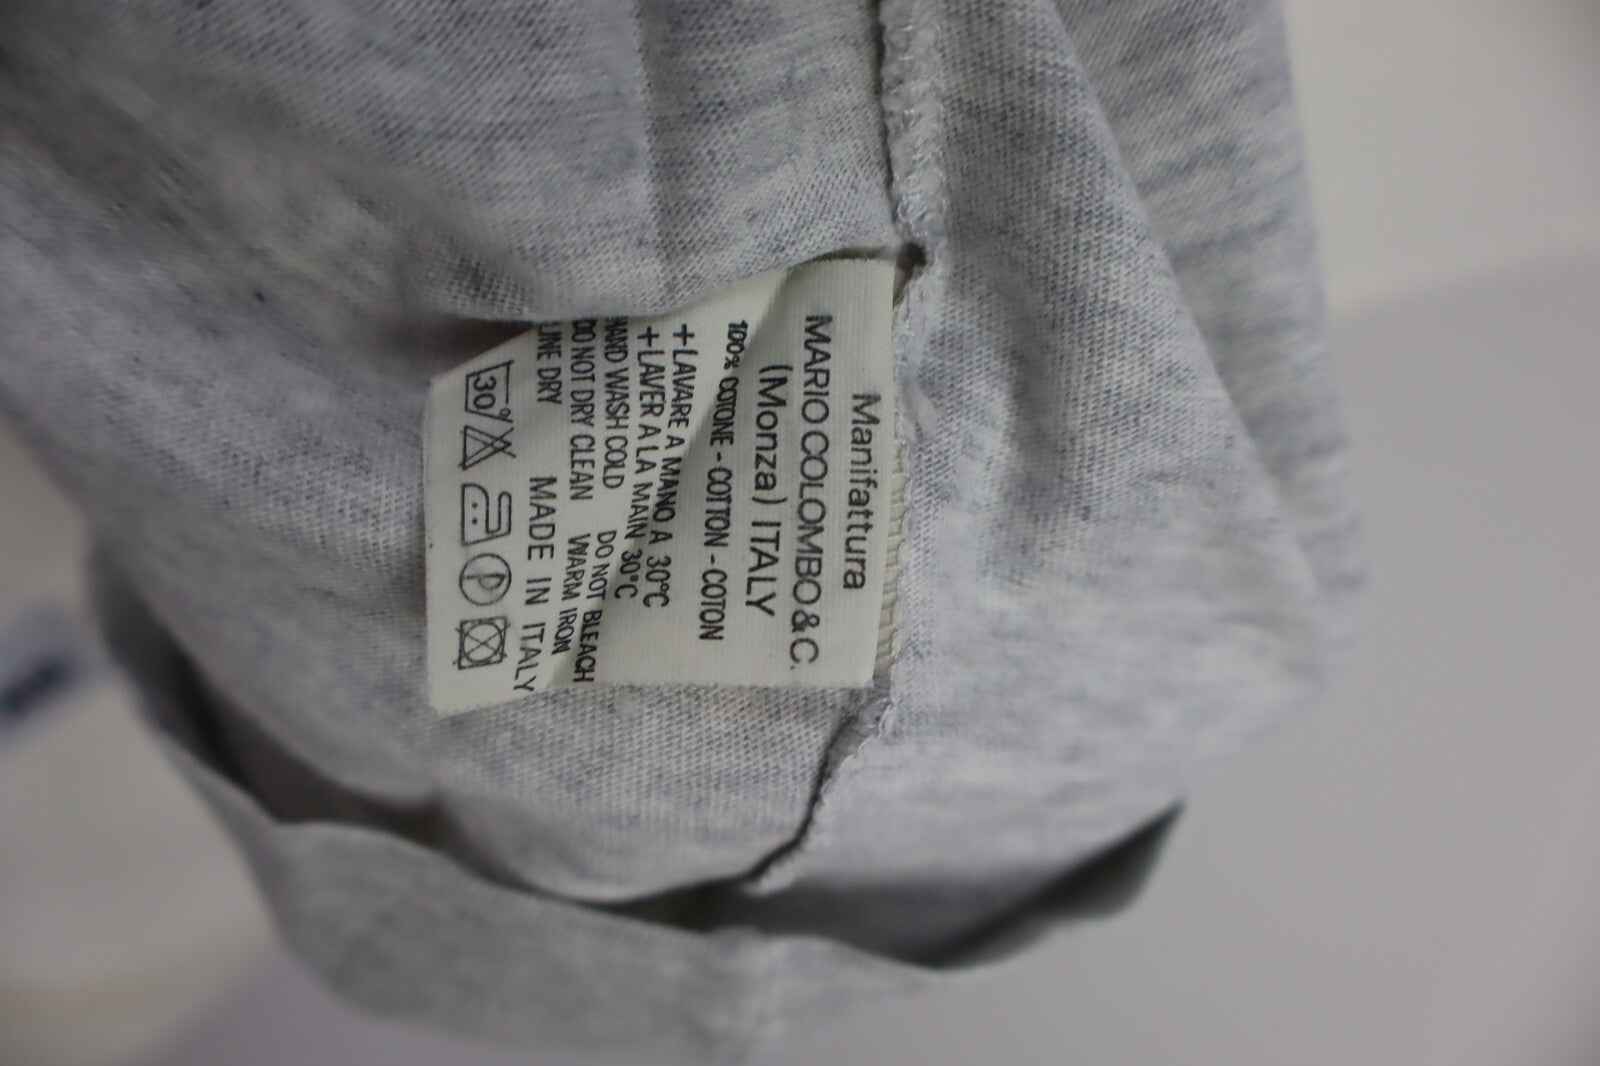 Manifattura
MARIO COLOMBO & C.
(Monza) ITALY
100% COTONE - COTTON - COTON
+ LAVARE A MANO A 30°C
+ LAVER A LA MAIN 30°C
HAND WASH COLD DO NOT BLEACH
DO NOT DRY CLEAN WARM IRON
LINE DRY
MADE IN ITALY
30°
P